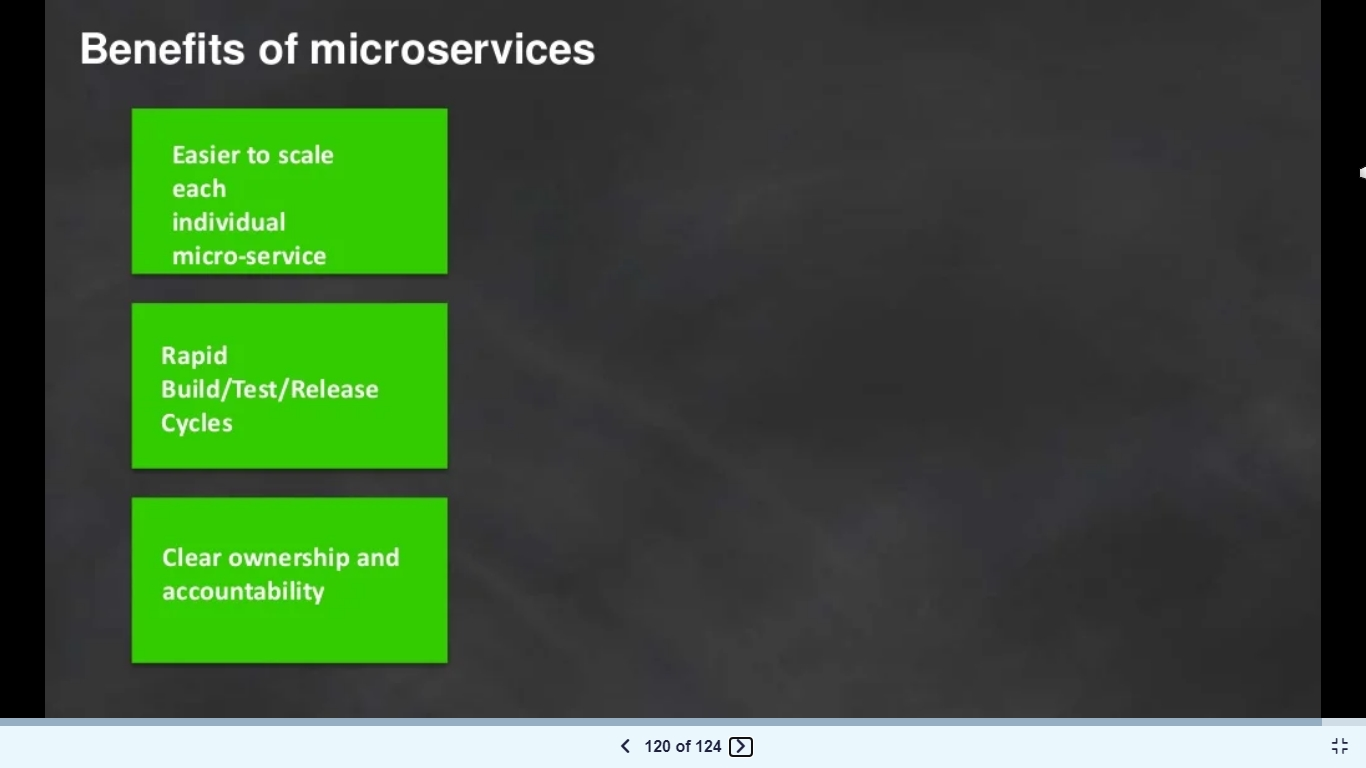 Benefits of microservices
Easier to scale
each
individual
micro-service
Rapid
Build/Test/Release
Cycles
Clear ownership and
accountability
120 of 124